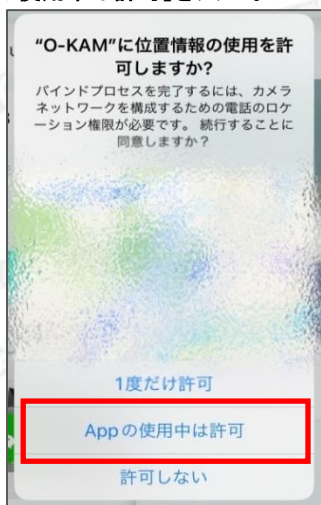 “O-KAM”に位置情報の使用を許
可しますか?
バインドプロセスを完了するには、カメラ
ネットワークを構成するための電話のロケ
ーション権限が必要です。 続行することに
同意しますか？
1度だけ許可
Appの使用中は許可
許可しない